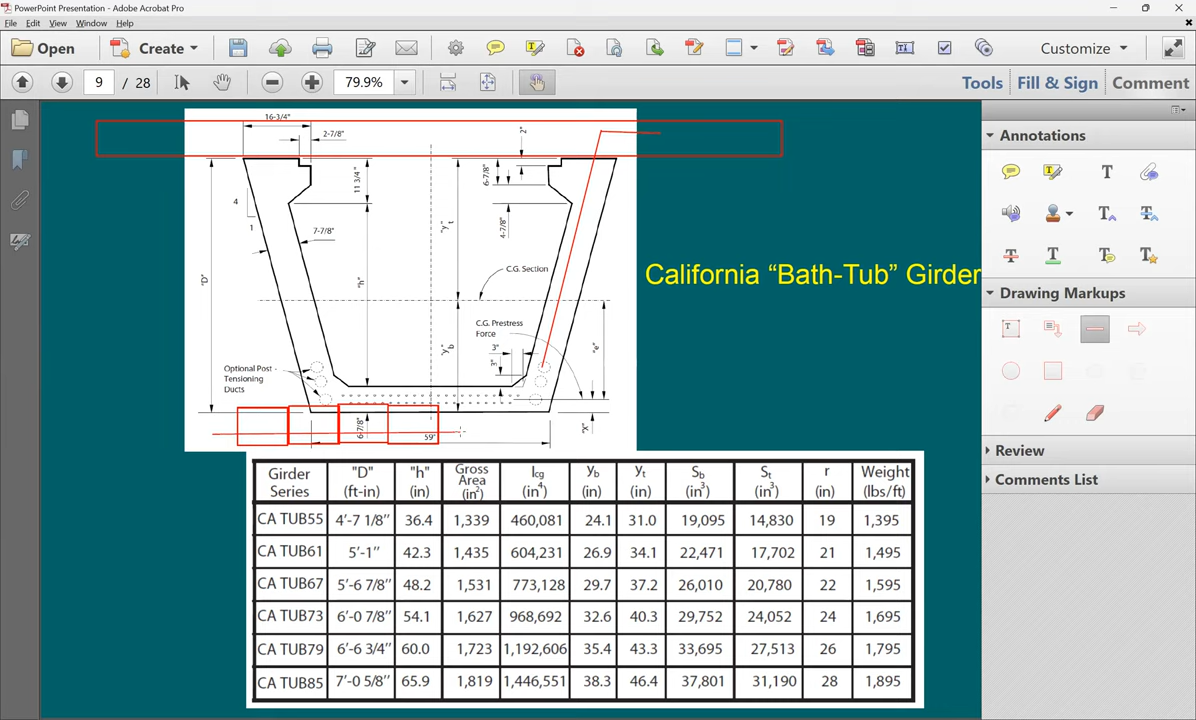 PowerPoint Presentation - Adobe Acrobat Pro
File Edit View Window Help
Open Create Customize
9 / 28 79.9% Tools Fill & Sign Comment
Annotations
T
T T
T T
Drawing Markups
T
Review
Comments List
16-3/4"
2-7/8"
2"
11 3/4"
6-7/8"
4
1
7-7/8"
"yt"
4-7/8"
"D"
"h"
C.G. Section
C.G. Prestress
Force
"yb"
3"
3"
"e"
Optional Post
Tensioning
Ducts
6-7/8"
59"
"X"
California “Bath-Tub” Girder
Girder Series "D" (ft-in) "h" (in) Gross Area (in²) Icg (in⁴) yb (in) yt (in) Sb (in³) St (in³) r (in) Weight (lbs/ft)
CA TUB55 4'-7 1/8" 36.4 1,339 460,081 24.1 31.0 19,095 14,830 19 1,395
CA TUB61 5'-1" 42.3 1,435 604,231 26.9 34.1 22,471 17,702 21 1,495
CA TUB67 5'-6 7/8" 48.2 1,531 773,128 29.7 37.2 26,010 20,780 22 1,595
CA TUB73 6'-0 7/8" 54.1 1,627 968,692 32.6 40.3 29,752 24,052 24 1,695
CA TUB79 6'-6 3/4" 60.0 1,723 1,192,606 35.4 43.3 33,695 27,513 26 1,795
CA TUB85 7'-0 5/8" 65.9 1,819 1,446,551 38.3 46.4 37,801 31,190 28 1,895